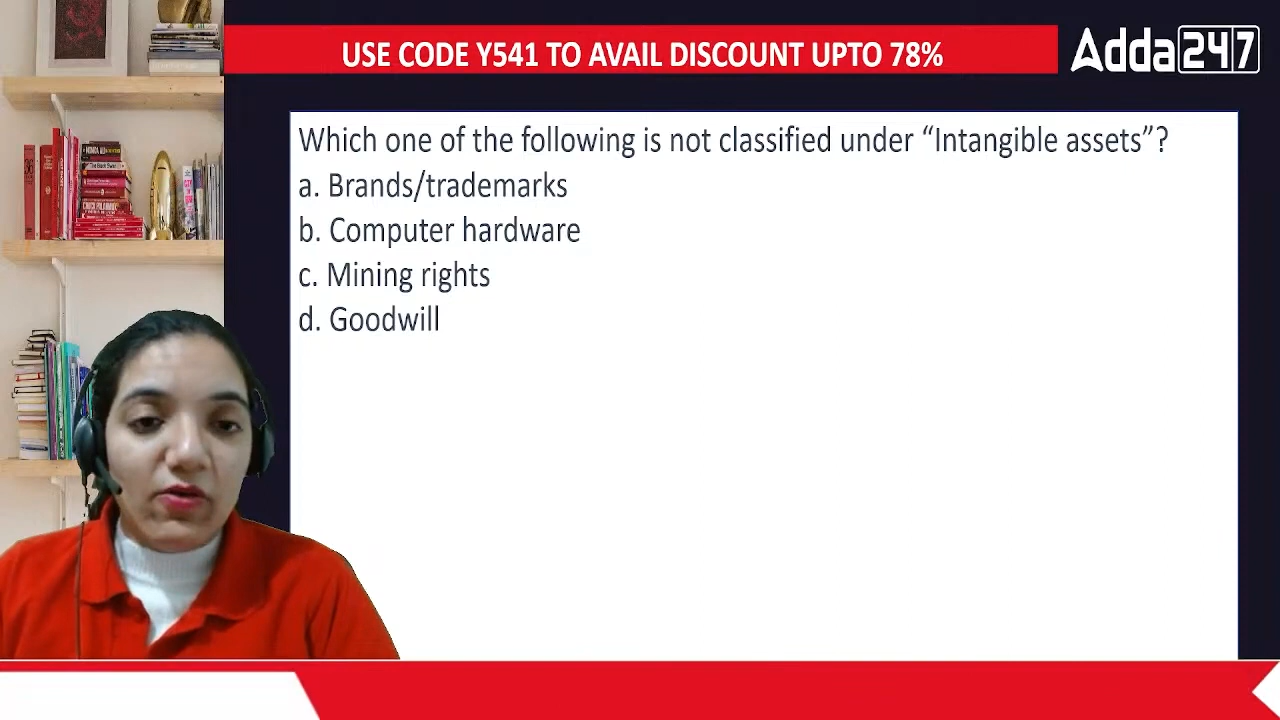 USE CODE Y541 TO AVAIL DISCOUNT UPTO 78%
Adda247
Which one of the following is not classified under “Intangible assets”?
a. Brands/trademarks
b. Computer hardware
c. Mining rights
d. Goodwill